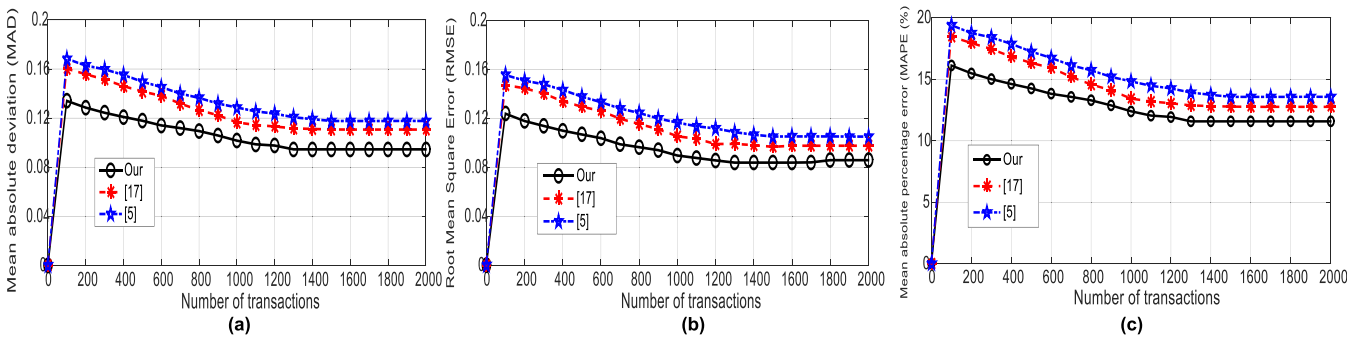 Mean absolute deviation (MAD)
0.2
0.16
0.12
0.08
0.04
0
0 200 400 600 800 1000 1200 1400 1600 1800 2000
Number of transactions
Our
[17]
[5]
(a)
Root Mean Square Error (RMSE)
0.2
0.16
0.12
0.08
0.04
0
0 200 400 600 800 1000 1200 1400 1600 1800 2000
Number of transactions
Our
[17]
[5]
(b)
Mean absolute percentage error (MAPE (%)
20
15
10
5
0
0 200 400 600 800 1000 1200 1400 1600 1800 2000
Number of transactions
Our
[17]
[5]
(c)